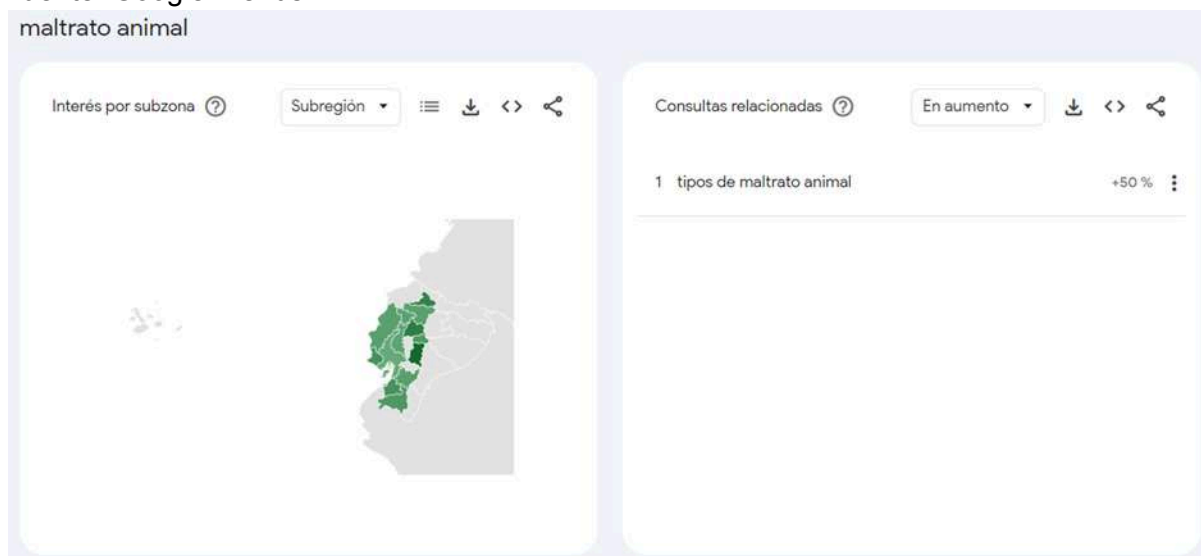 maltrato animal
Interés por subzona
Subregión
Consultas relacionadas
En aumento
1 tipos de maltrato animal +50 %